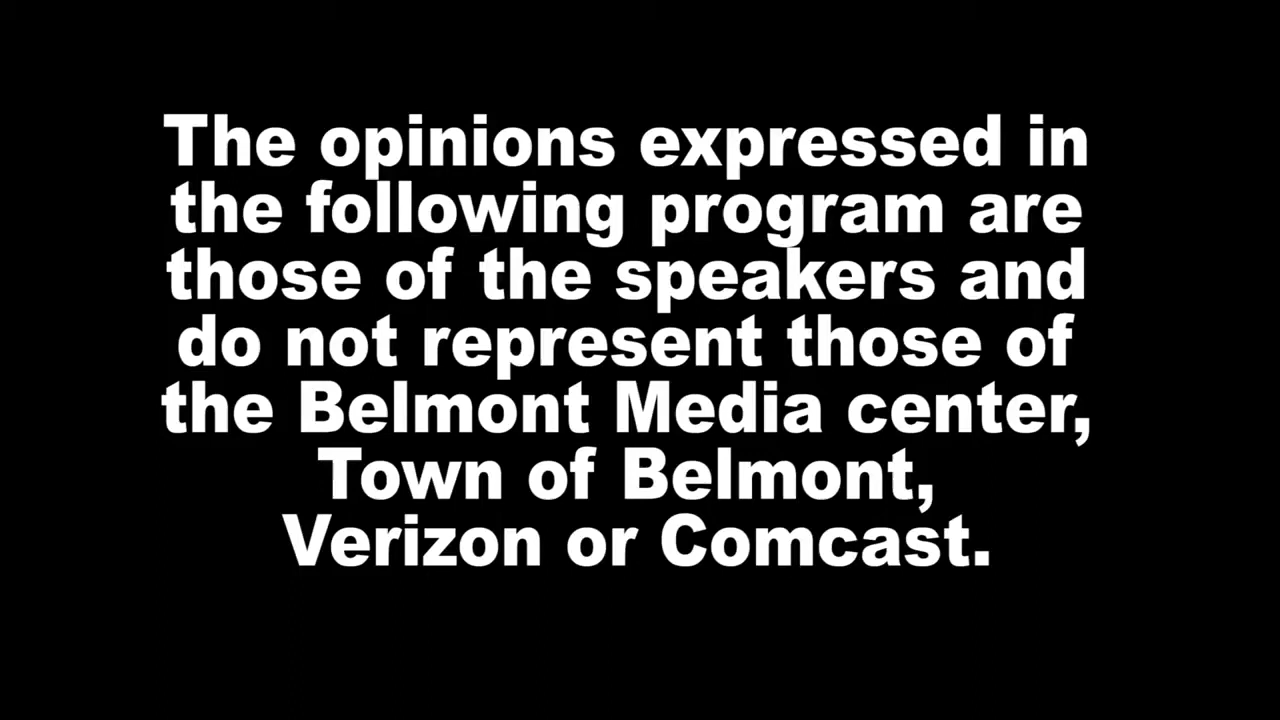 The opinions expressed in
the following program are
those of the speakers and
do not represent those of
the Belmont Media center,
Town of Belmont,
Verizon or Comcast.